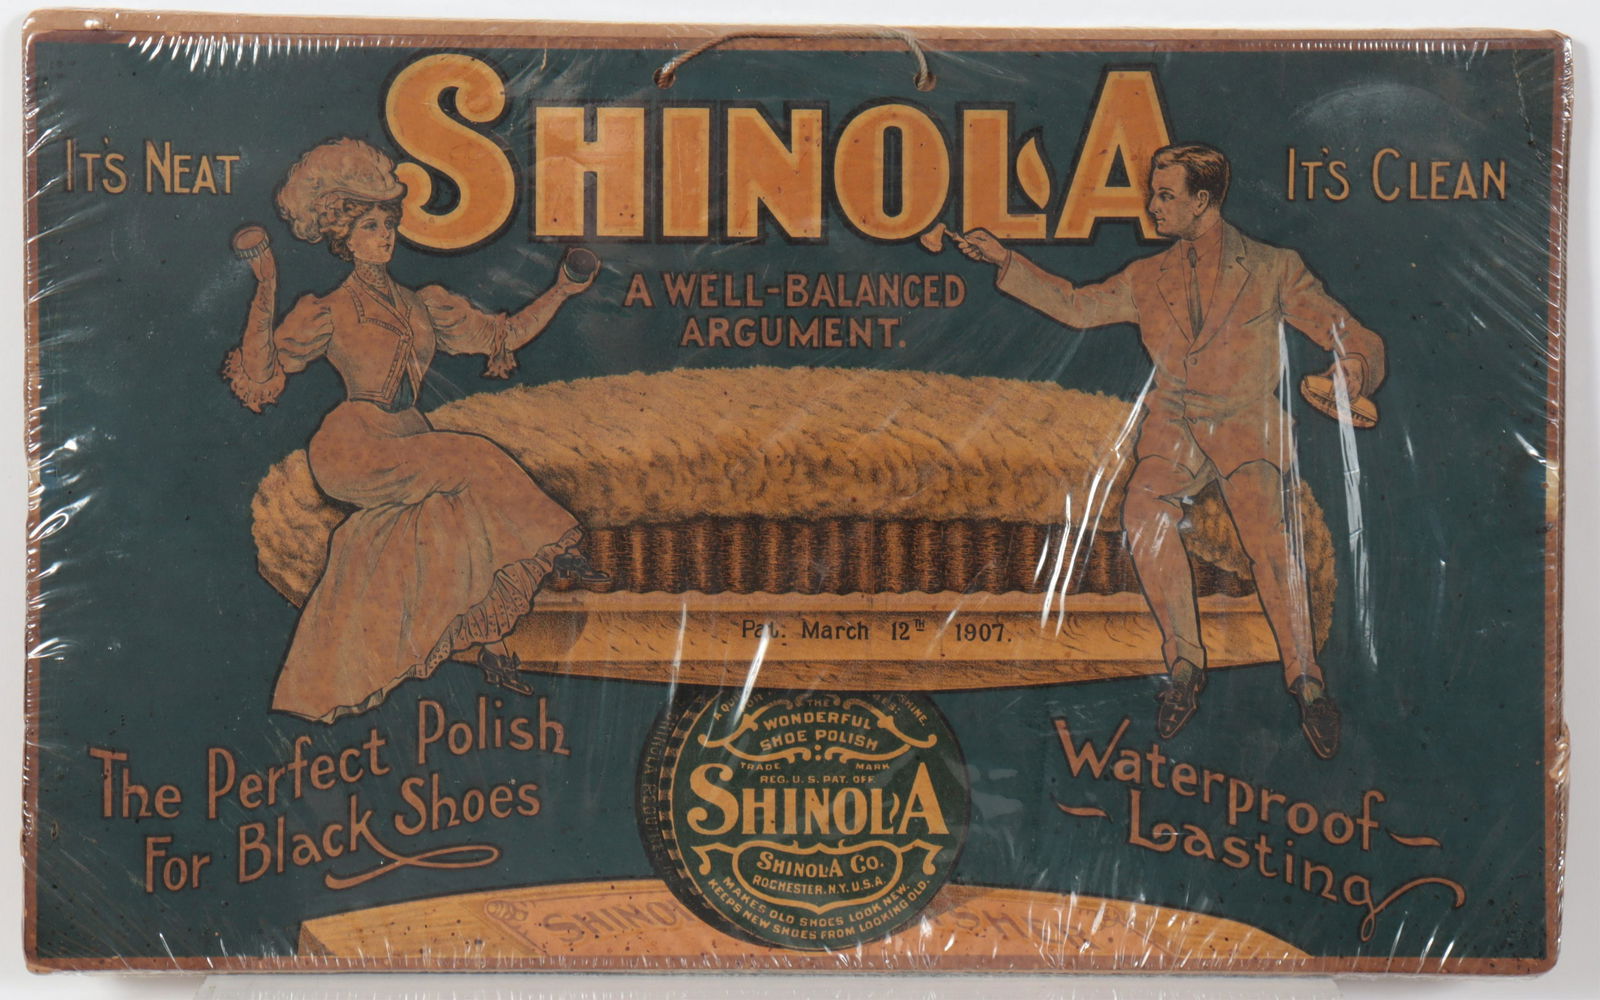 SHINOLA
IT'S NEAT
IT'S CLEAN
A WELL-BALANCED
ARGUMENT.
Pat. March 12TH 1907.
The Perfect Polish
For Black Shoes
Waterproof
Lasting
THE
WONDERFUL
SHOE POLISH
TRADE MARK
REG. U. S. PAT. OFF.
SHINOLA
SHINOLA CO.
ROCHESTER. N.Y. U.S.A.
MAKES OLD SHOES LOOK NEW.
KEEPS NEW SHOES FROM LOOKING OLD.
SHINE.
SHINOLA